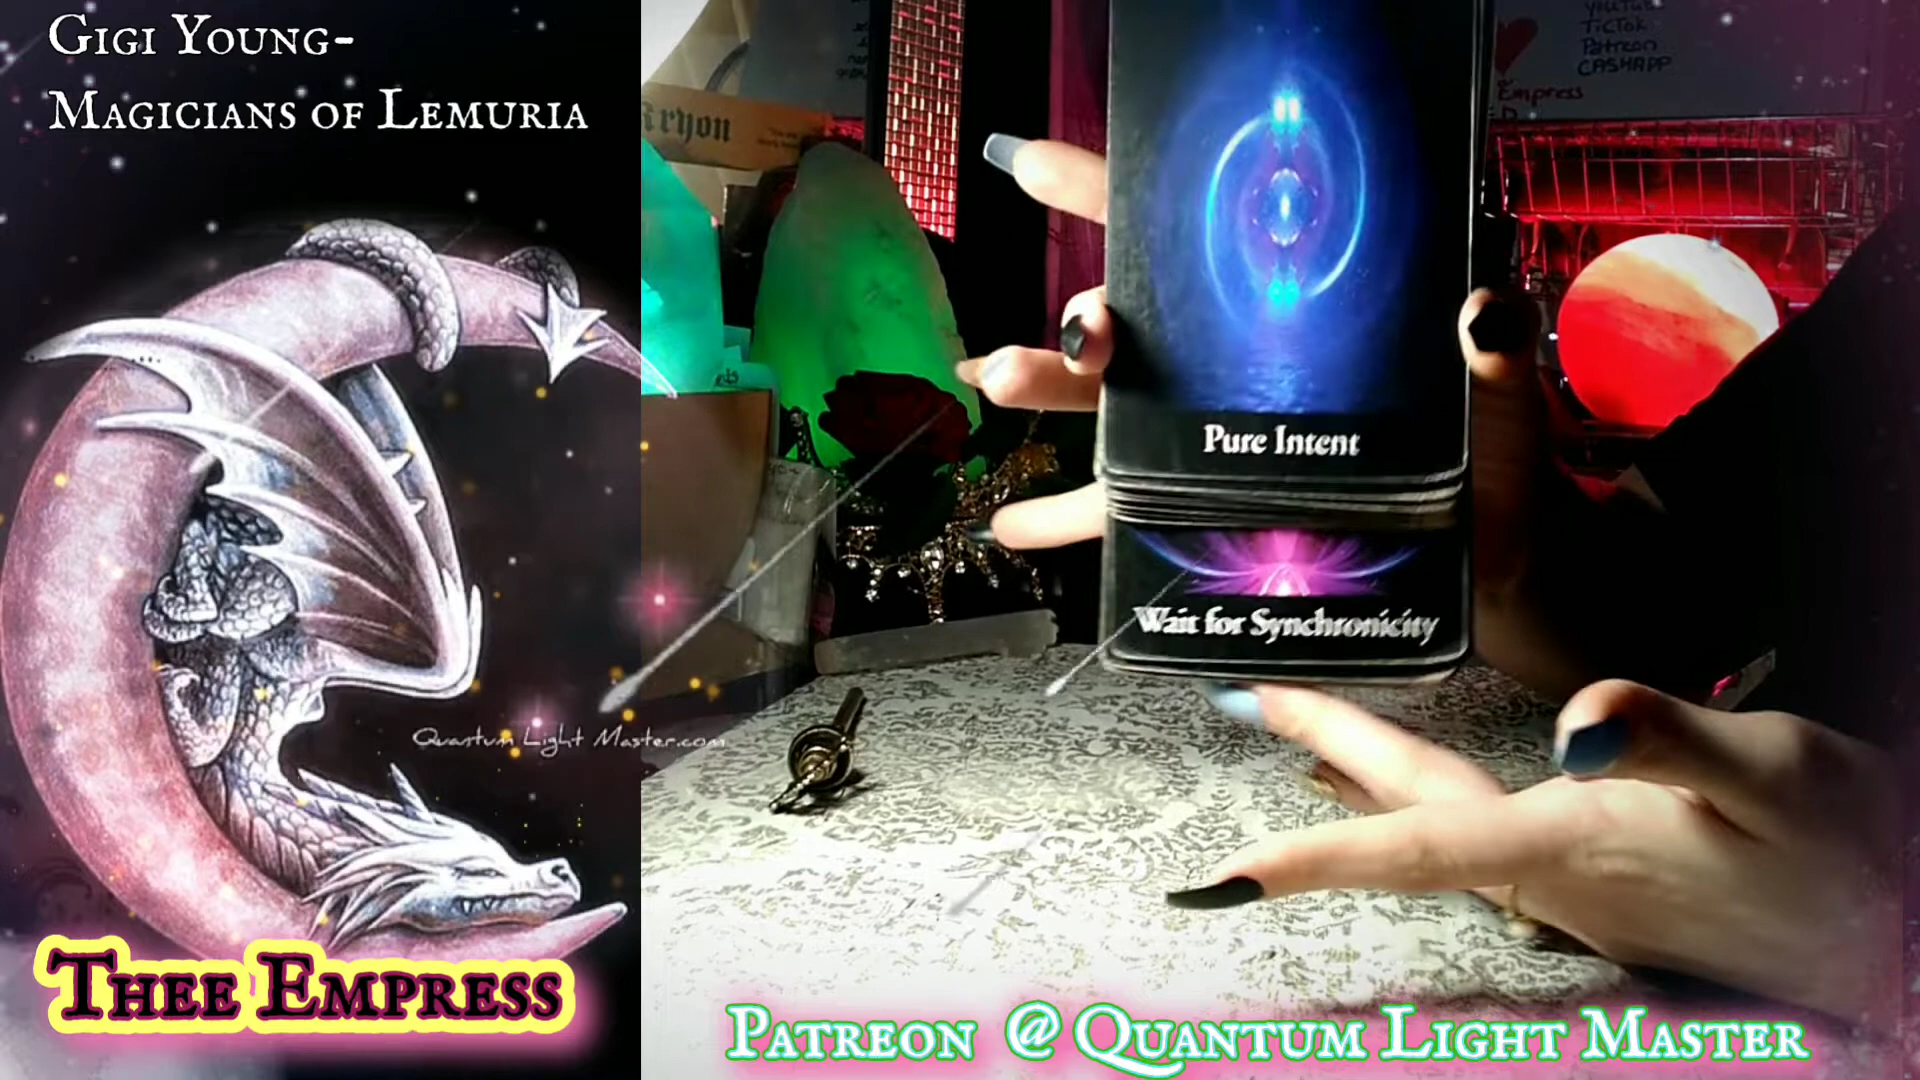 Gigi Young-
Magicians of Lemuria
Kryon
YouTube
TicTok
Patreon
CASHAPP
Empress
Pure Intent
Wait for Synchronicity
Quantum Light Master.com
Thee Empress
Patreon @ Quantum Light Master